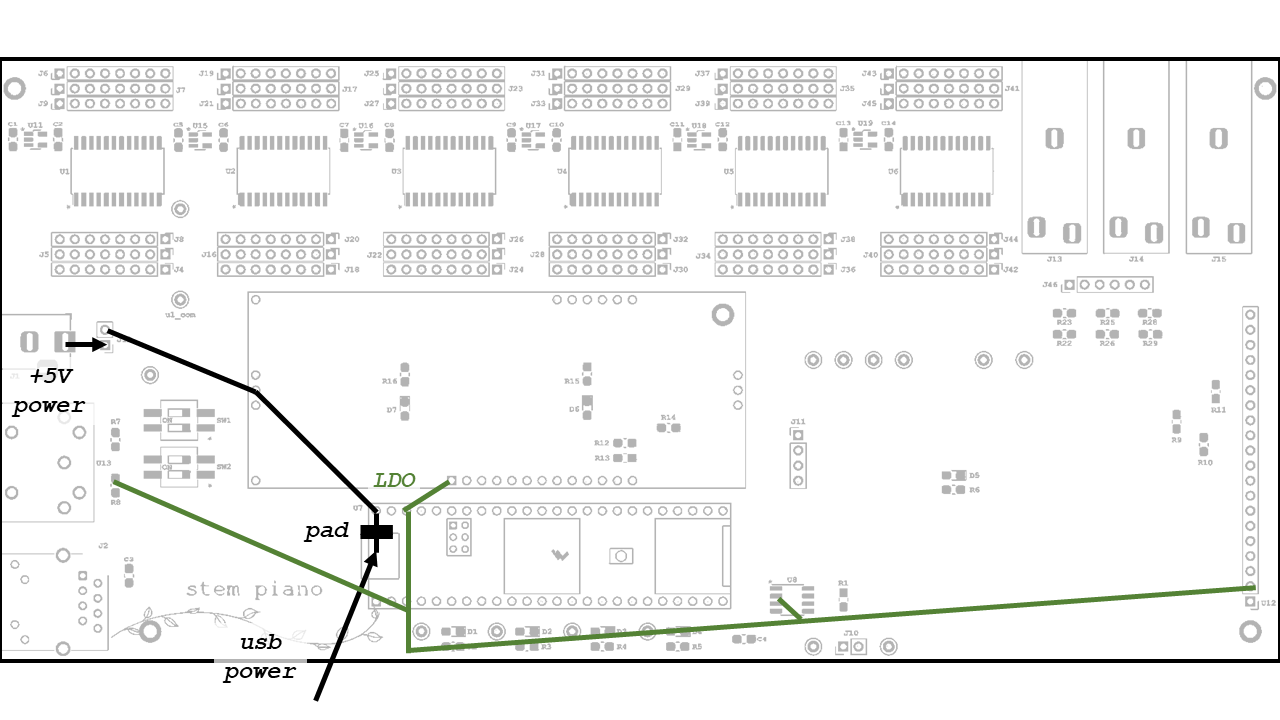 J6 J19 J25 J31 J37 J43
J7 J17 J23 J29 J35 J41
J9 J21 J27 J33 J39 J45
C1 U11 C2 C5 U15 C6 C7 U16 C8 C9 U17 C10 C11 U18 C12 C13 U19 C14
U1 U2 U3 U4 U5 U6
J8 J20 J26 J32 J38 J44
J5 J16 J22 J28 J34 J40
J4 J18 J24 J30 J36 J42
J13 J14 J15
J46
u1_com
R23 R25 R28
R22 R26 R29
+5V
power
R16 R15
D7 D6
R11
R7 ON SW1 R14 J11 R9
R12
R13
R10
U13 ON SW2
LDO
D5
R6
R8
U7
pad
J2
C3
stem piano
U8 R1
U12
D1 D2 D3 D4
R3 R4 R5 C4 J10
usb
power